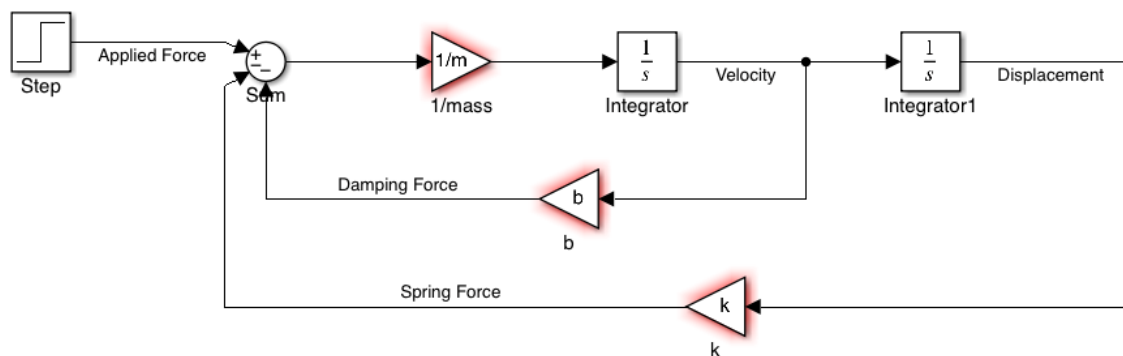 Applied Force
Step
+
−
−
Sum
1/m
1/mass
1
s
Integrator
Velocity
1
s
Integrator1
Displacement
Damping Force
b
b
Spring Force
k
k